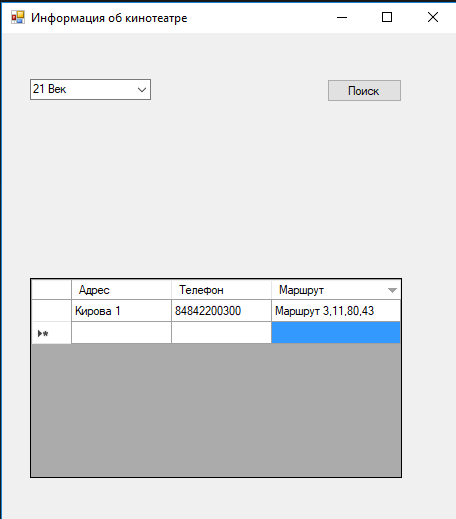 Информация об кинотеатре
21 Век
Поиск
Адрес Телефон Маршрут
Кирова 1 84842200300 Маршрут 3,11,80,43